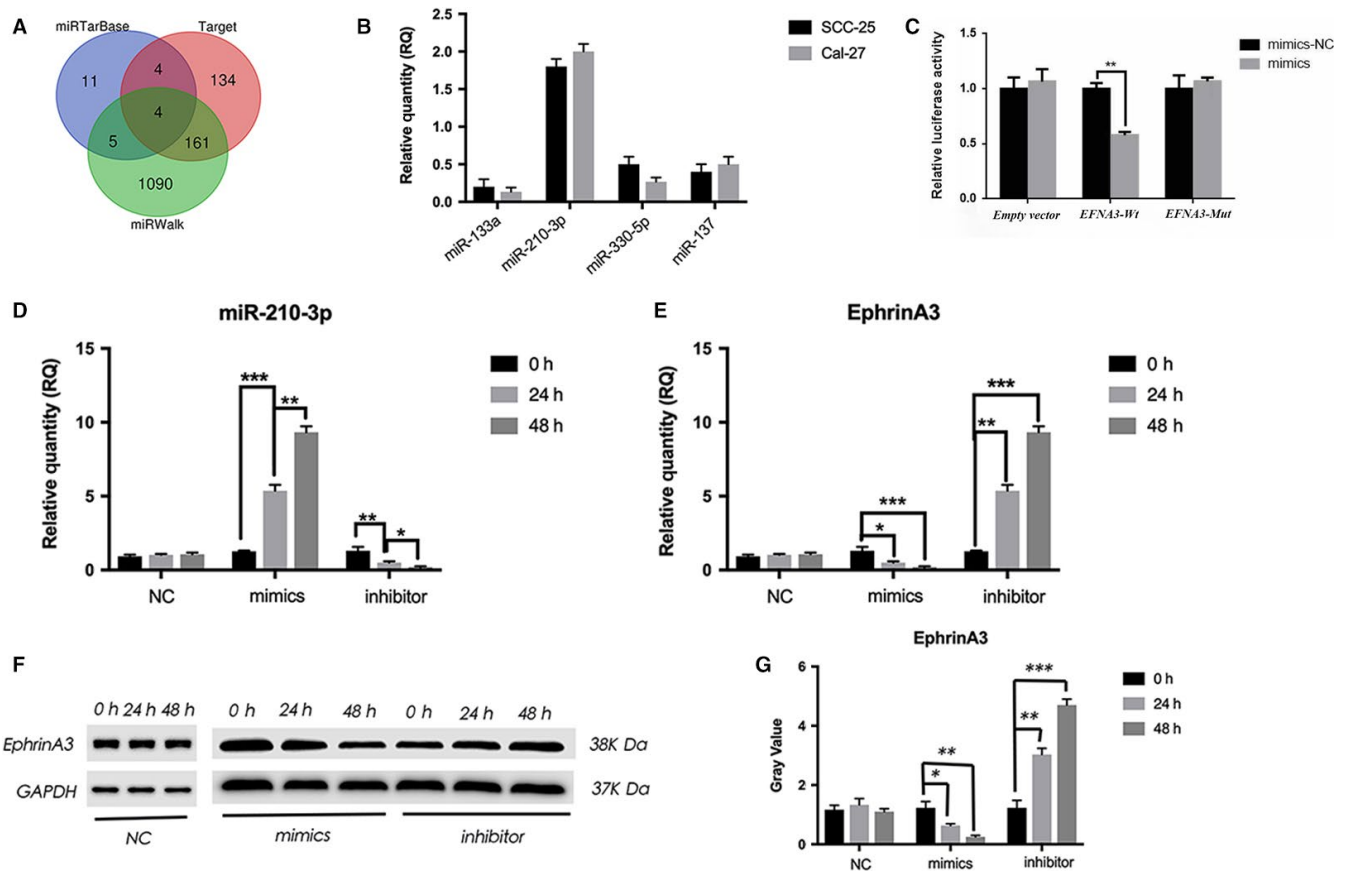 A
miRTarBase
Target
11
4
134
4
5
161
1090
miRWalk
B
Relative quantity (RQ)
2.5
2.0
1.5
1.0
0.5
0.0
miR-133a
miR-210-3p
miR-330-5p
miR-137
SCC-25
Cal-27
C
Relative luciferase activity
1.5
1.0
0.5
0.0
**
Empty vector
EFNA3-Wt
EFNA3-Mut
mimics-NC
mimics
D
miR-210-3p
Relative quantity (RQ)
15
10
5
0
***
**
**
*
NC
mimics
inhibitor
0 h
24 h
48 h
E
EphrinA3
Relative quantity (RQ)
15
10
5
0
***
*
***
**
NC
mimics
inhibitor
0 h
24 h
48 h
F
0 h 24 h 48 h
0 h 24 h 48 h 0 h 24 h 48 h
EphrinA3
38K Da
GAPDH
37K Da
NC
mimics
inhibitor
G
EphrinA3
Gray Value
6
4
2
0
**
*
***
**
NC
mimics
inhibitor
0 h
24 h
48 h